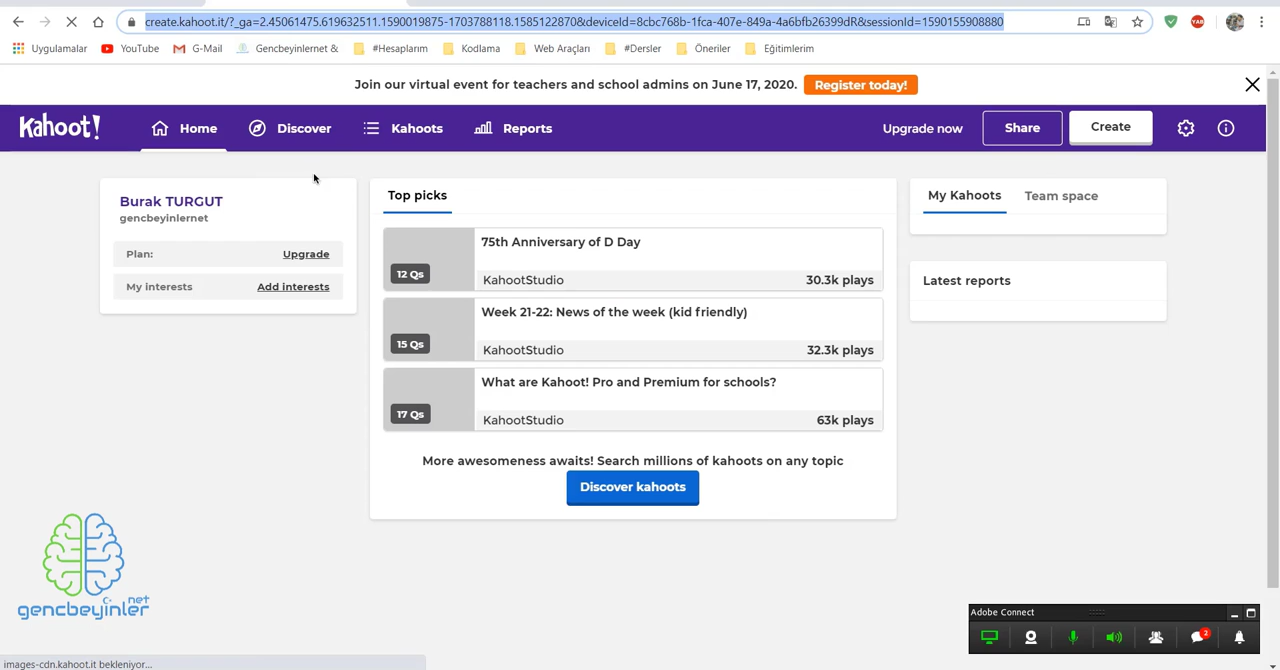 create.kahoot.it/?_ga=2.45061475.619632511.1590019875-1703788118.1585122870&deviceId=8cbc768b-1fca-407e-849a-4a6bfb26399dR&sessionId=1590155908880
YAB
Uygulamalar YouTube G-Mail Gencbeyinlernet & #Hesaplarım Kodlama Web Araçları #Dersler Öneriler Eğitimlerim
Join our virtual event for teachers and school admins on June 17, 2020. Register today!
Kahoot! Home Discover Kahoots Reports Upgrade now Share Create
Burak TURGUT
gencbeyinlernet
Plan: Upgrade
My interests Add interests
Top picks
75th Anniversary of D Day
12 Qs
KahootStudio 30.3k plays
Week 21-22: News of the week (kid friendly)
15 Qs
KahootStudio 32.3k plays
What are Kahoot! Pro and Premium for schools?
17 Qs
KahootStudio 63k plays
More awesomeness awaits! Search millions of kahoots on any topic
Discover kahoots
My Kahoots Team space
Latest reports
gencbeyinler.net
Adobe Connect
2
images-cdn.kahoot.it bekleniyor...